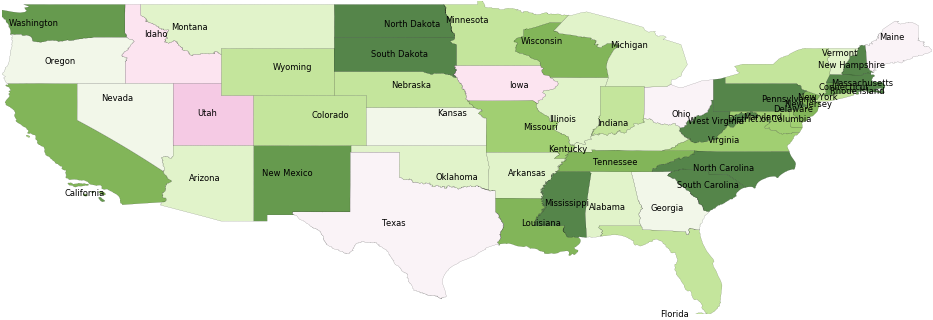 Washington
Montana
Idaho
Oregon
North Dakota
Minnesota
South Dakota
Wisconsin
Michigan
Maine
Vermont
New Hampshire
Wyoming
Nebraska
Iowa
Massachusetts
Connecticut
Rhode Island
Nevada
Utah
Colorado
Kansas
Illinois
Indiana
Ohio
Pennsylvania
New York
New Jersey
Delaware
Maryland
District of Columbia
West Virginia
Missouri
Virginia
Kentucky
Tennessee
North Carolina
South Carolina
New Mexico
Arizona
Oklahoma
Arkansas
California
Mississippi
Alabama
Georgia
Texas
Louisiana
Florida